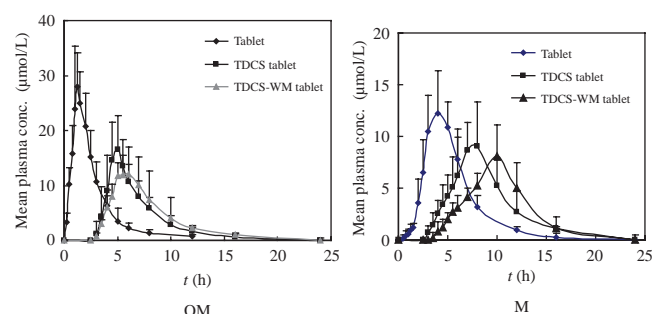 Mean plasma conc. (μmol/L)
40
30
20
10
0
0 5 10 15 20 25
t (h)
Tablet
TDCS tablet
TDCS-WM tablet
OM
Mean plasma conc. (μmol/L)
20
15
10
5
0
0 5 10 15 20 25
t (h)
Tablet
TDCS tablet
TDCS-WM tablet
M